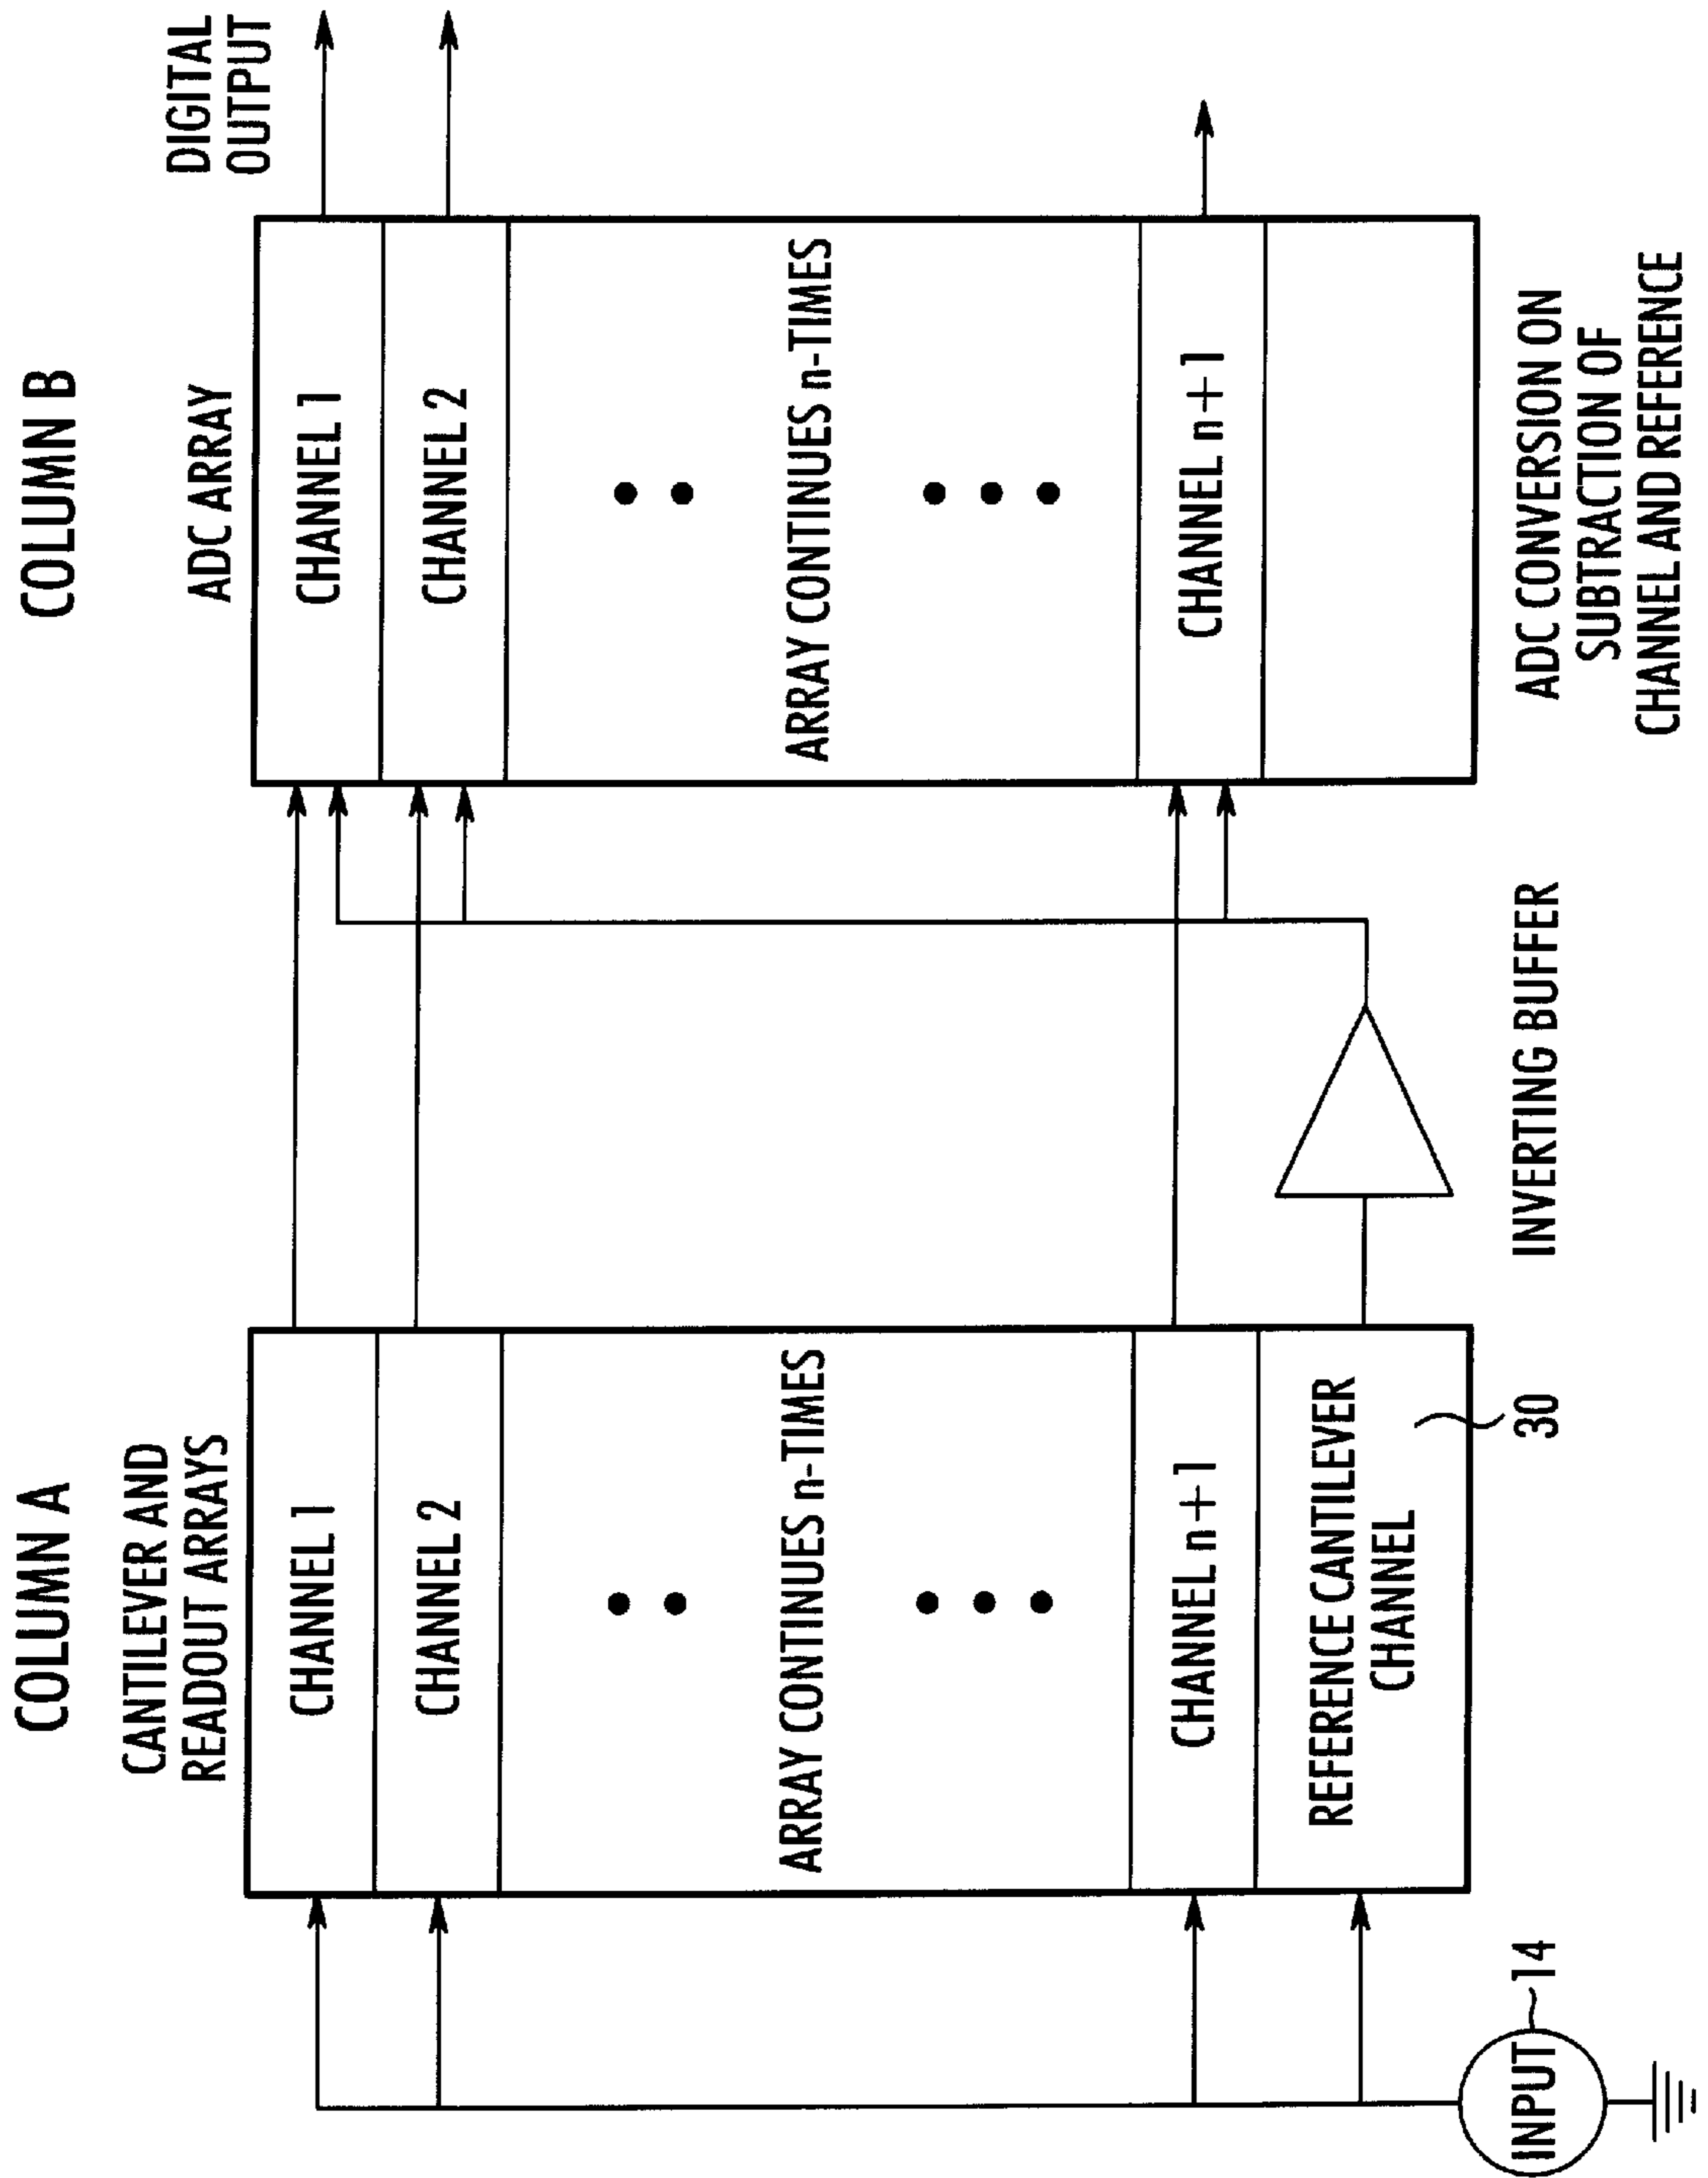 COLUMN A
CANTILEVER AND
READOUT ARRAYS
CHANNEL 1
CHANNEL 2
ARRAY CONTINUES n-TIMES
CHANNEL n+1
REFERENCE CANTILEVER
CHANNEL
30
INPUT
14
INVERTING BUFFER
COLUMN B
ADC ARRAY
CHANNEL 1
CHANNEL 2
ARRAY CONTINUES n-TIMES
CHANNEL n+1
ADC CONVERSION ON
SUBTRACTION OF
CHANNEL AND REFERENCE
DIGITAL
OUTPUT